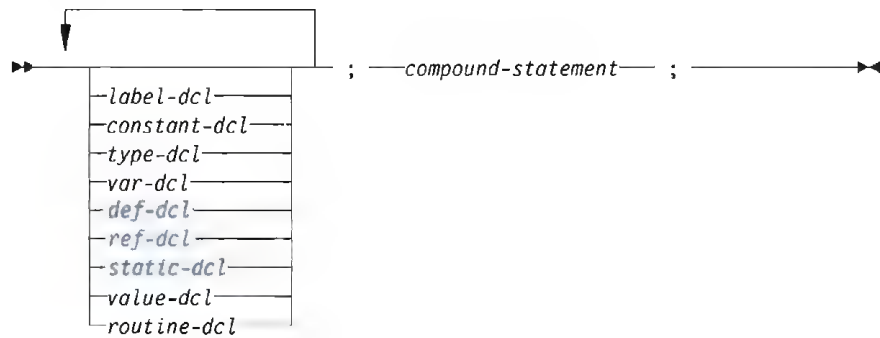 ; compound-statement ;
label-dcl
constant-dcl
type-dcl
var-dcl
def-dcl
ref-dcl
static-dcl
value-dcl
routine-dcl